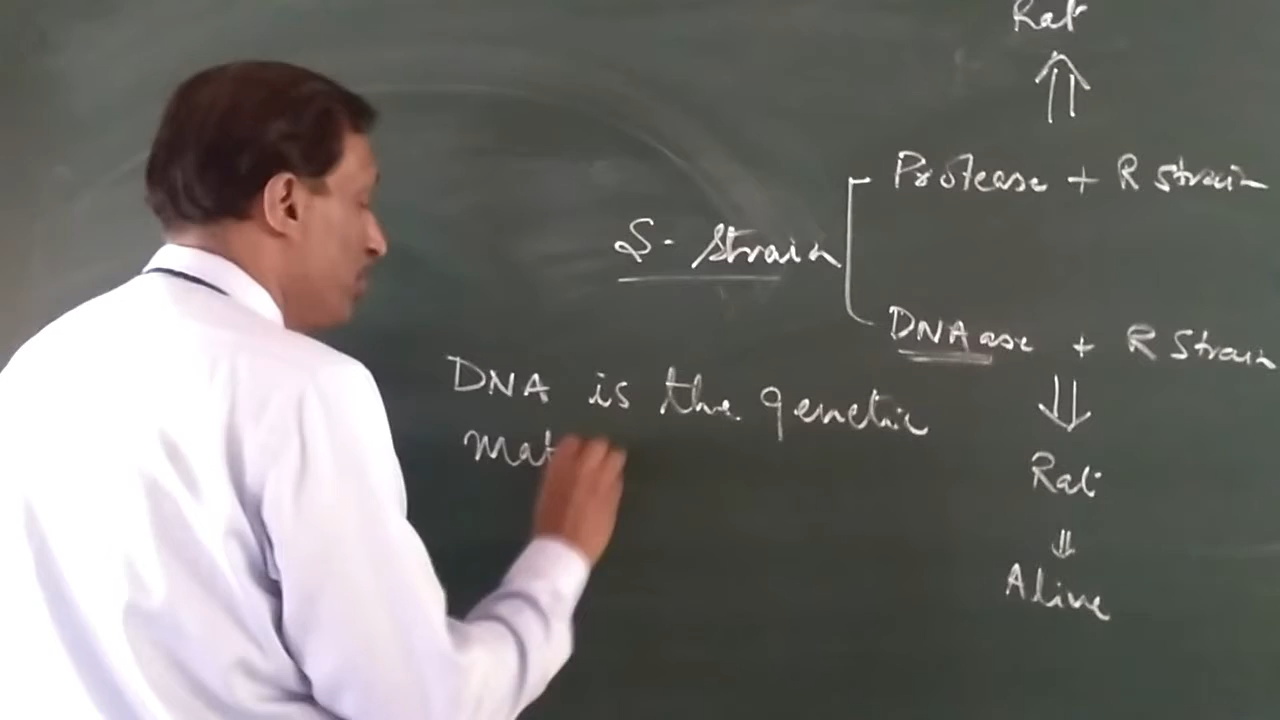 Rat
Protease + R Strain
S-Strain
DNAase + R Strain
DNA is the genetic
mat
Rat
Alive